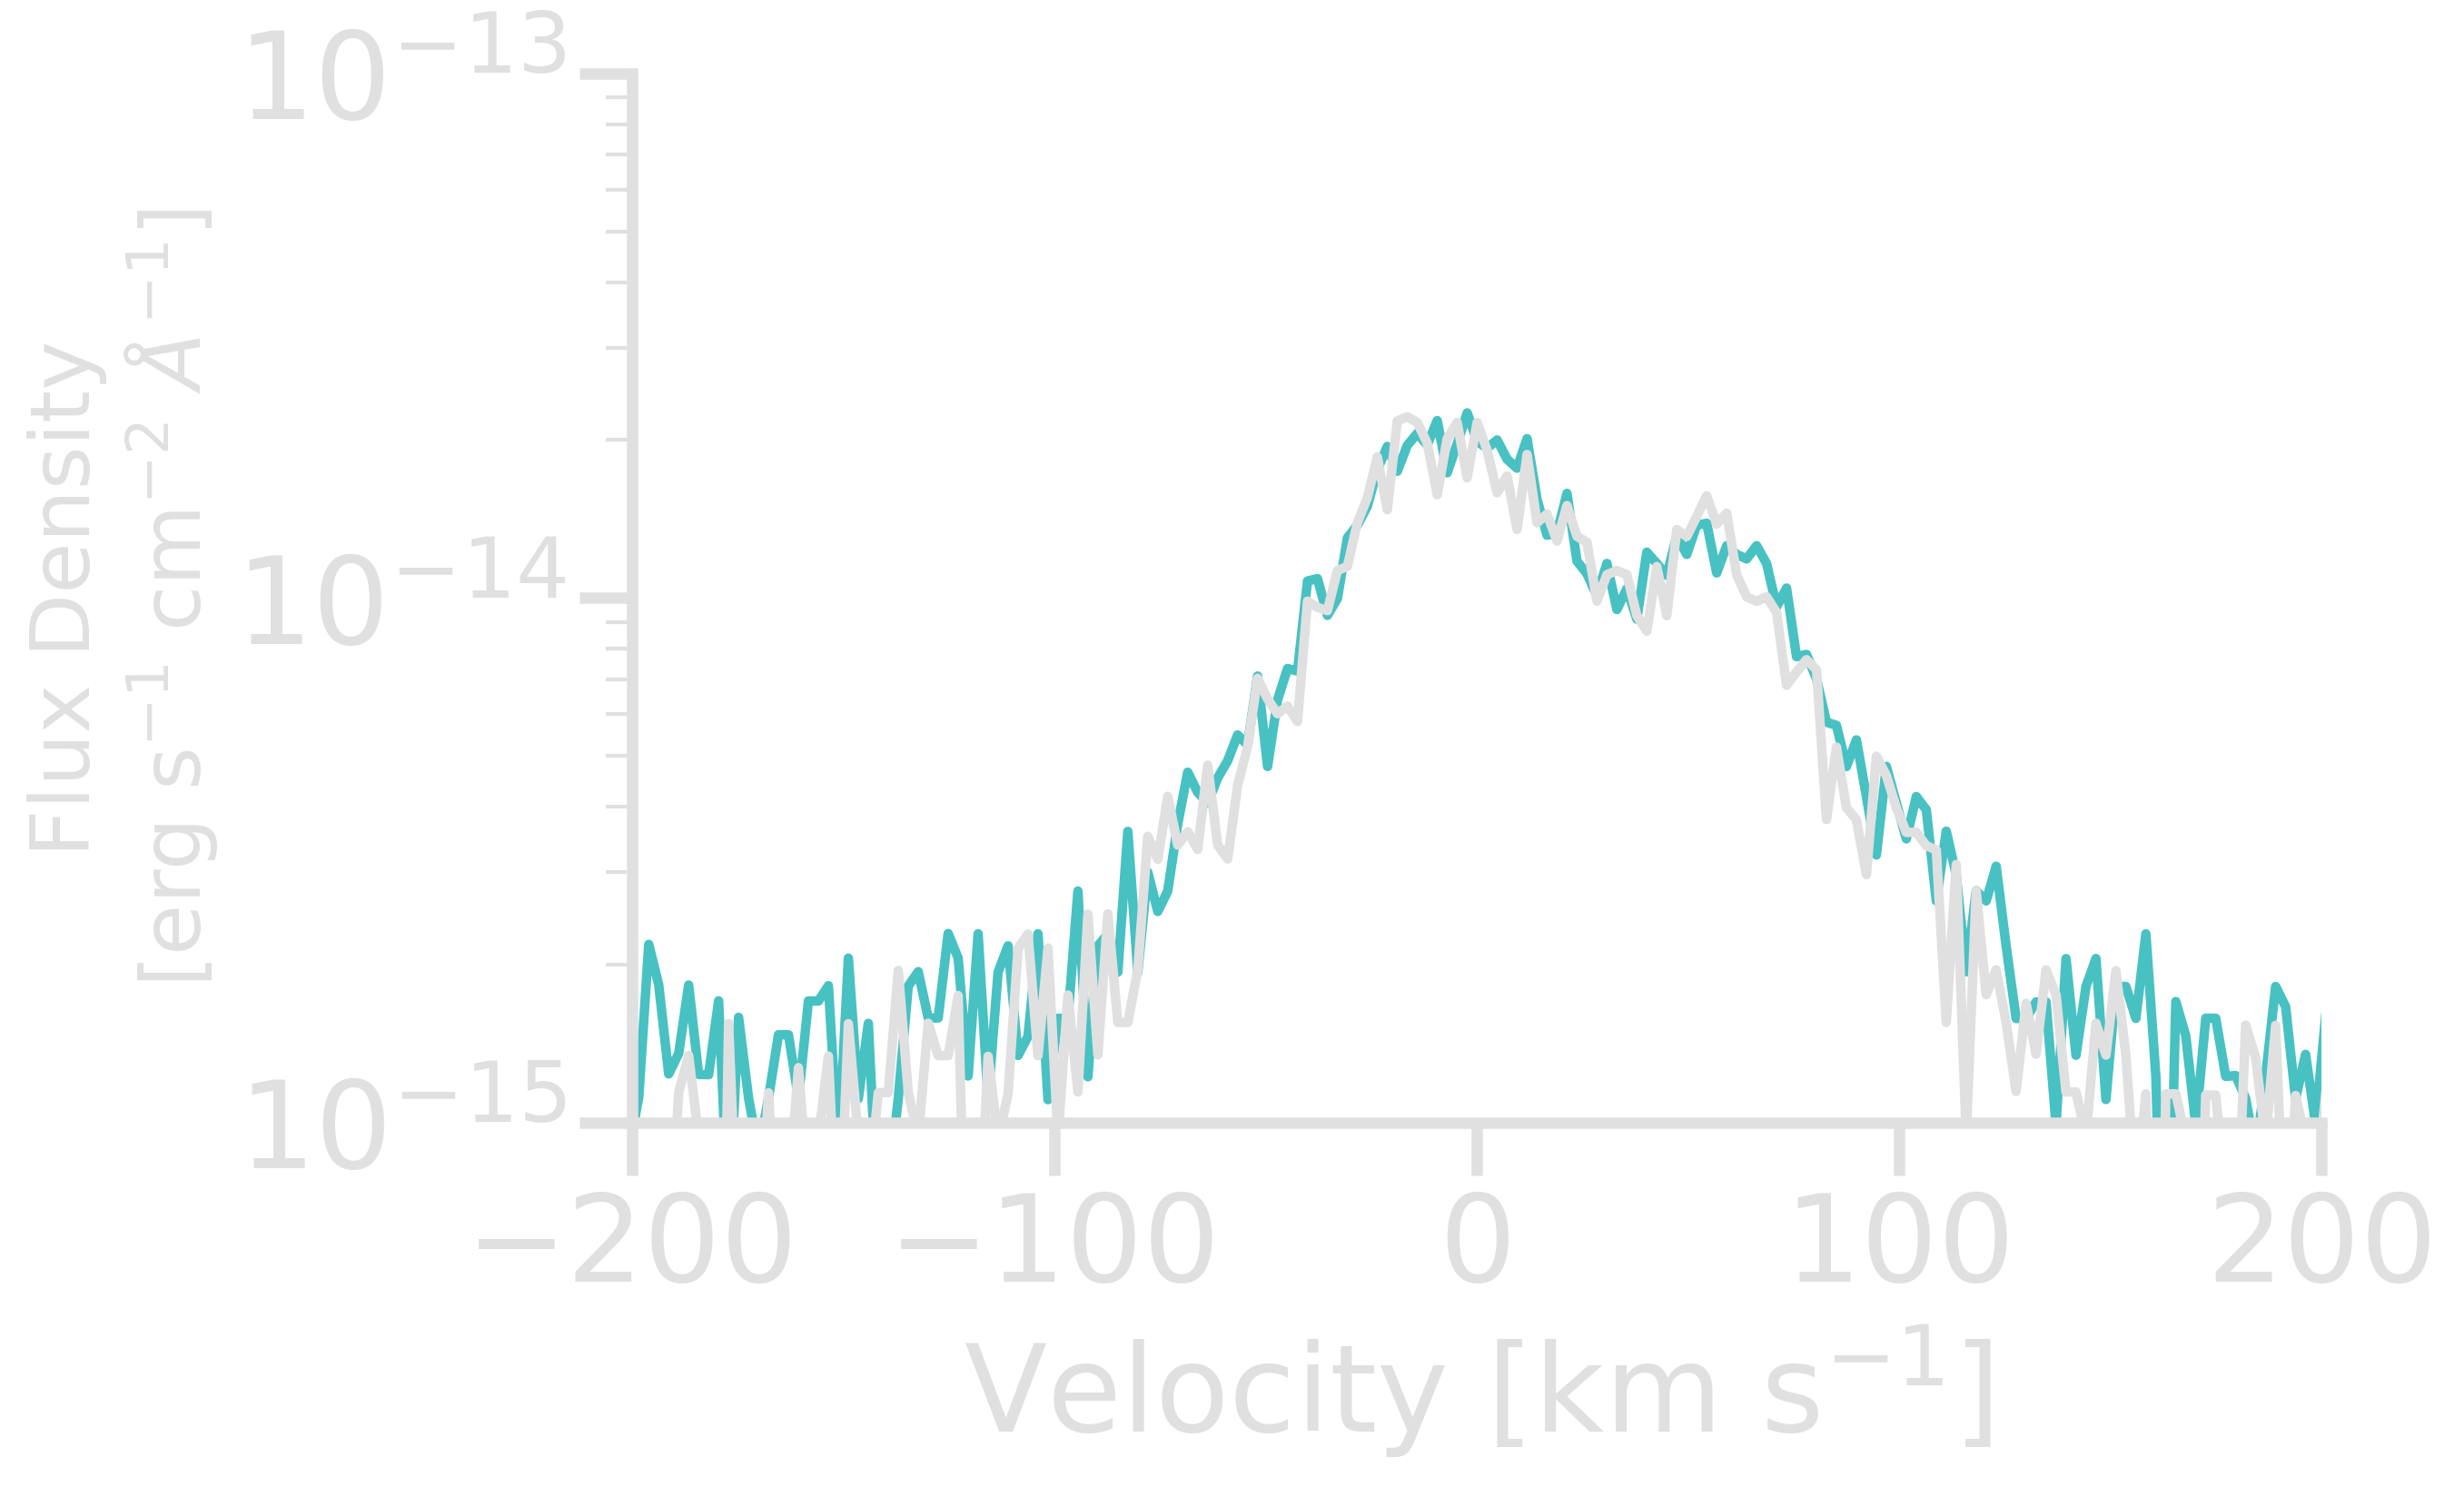 Flux Density
[erg s⁻¹ cm⁻² Å⁻¹]
10⁻¹³
10⁻¹⁴
10⁻¹⁵
−200 −100 0 100 200
Velocity [km s⁻¹]